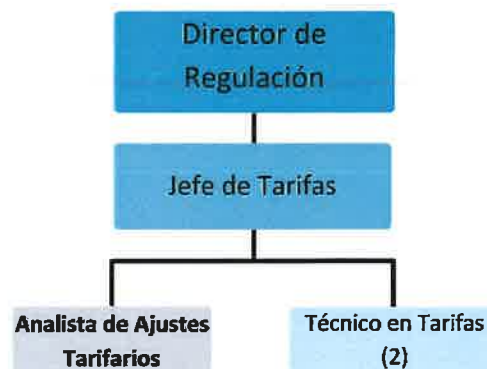 Director de
Regulación
Jefe de Tarifas
Analista de Ajustes
Tarifarios
Técnico en Tarifas
(2)